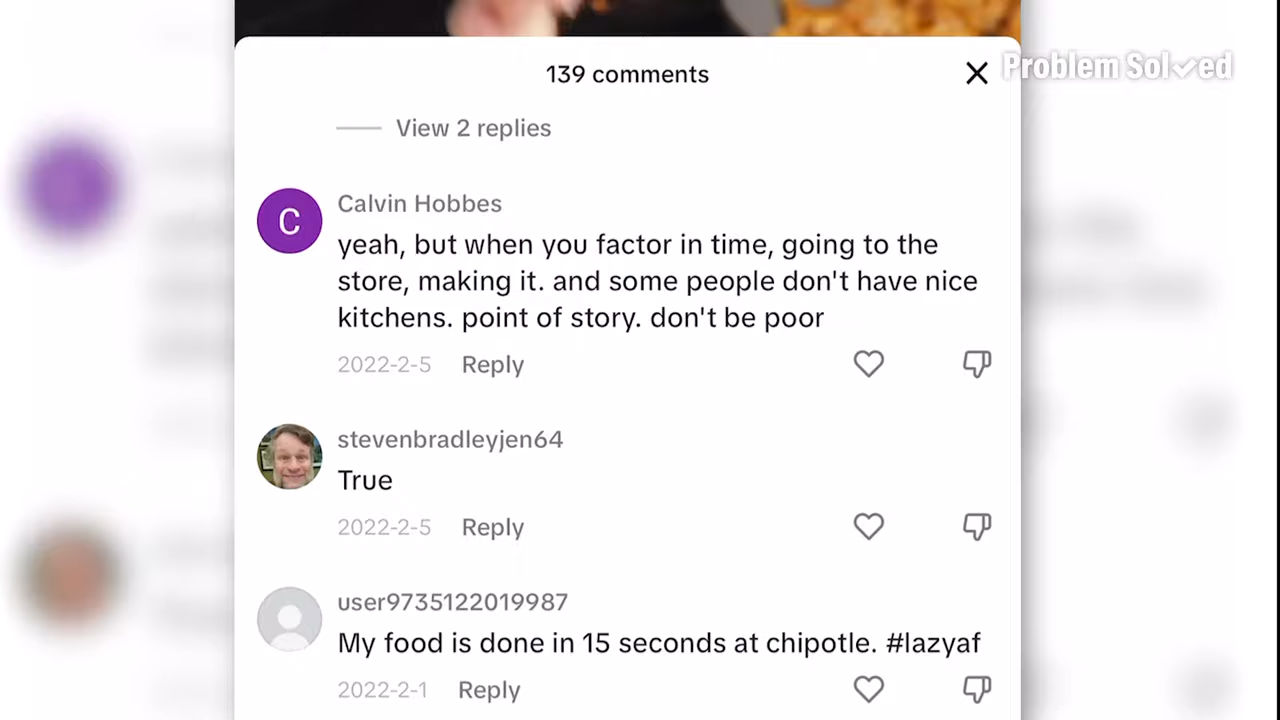 139 comments
Problem Solved
View 2 replies
C
Calvin Hobbes
yeah, but when you factor in time, going to the
store, making it. and some people don't have nice
kitchens. point of story. don't be poor
2022-2-5 Reply
stevenbradleyjen64
True
2022-2-5 Reply
user9735122019987
My food is done in 15 seconds at chipotle. #lazyaf
2022-2-1 Reply